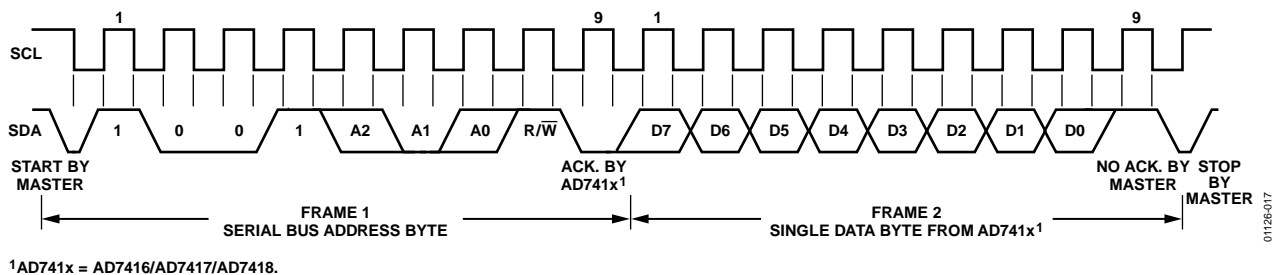 1 9 1 9
SCL
SDA 1 0 0 1 A2 A1 A0 R/W D7 D6 D5 D4 D3 D2 D1 D0
START BY
MASTER
ACK. BY
AD741x1
NO ACK. BY
MASTER
STOP
BY
MASTER
FRAME 1
SERIAL BUS ADDRESS BYTE
FRAME 2
SINGLE DATA BYTE FROM AD741x1
01126-017
1AD741x = AD7416/AD7417/AD7418.